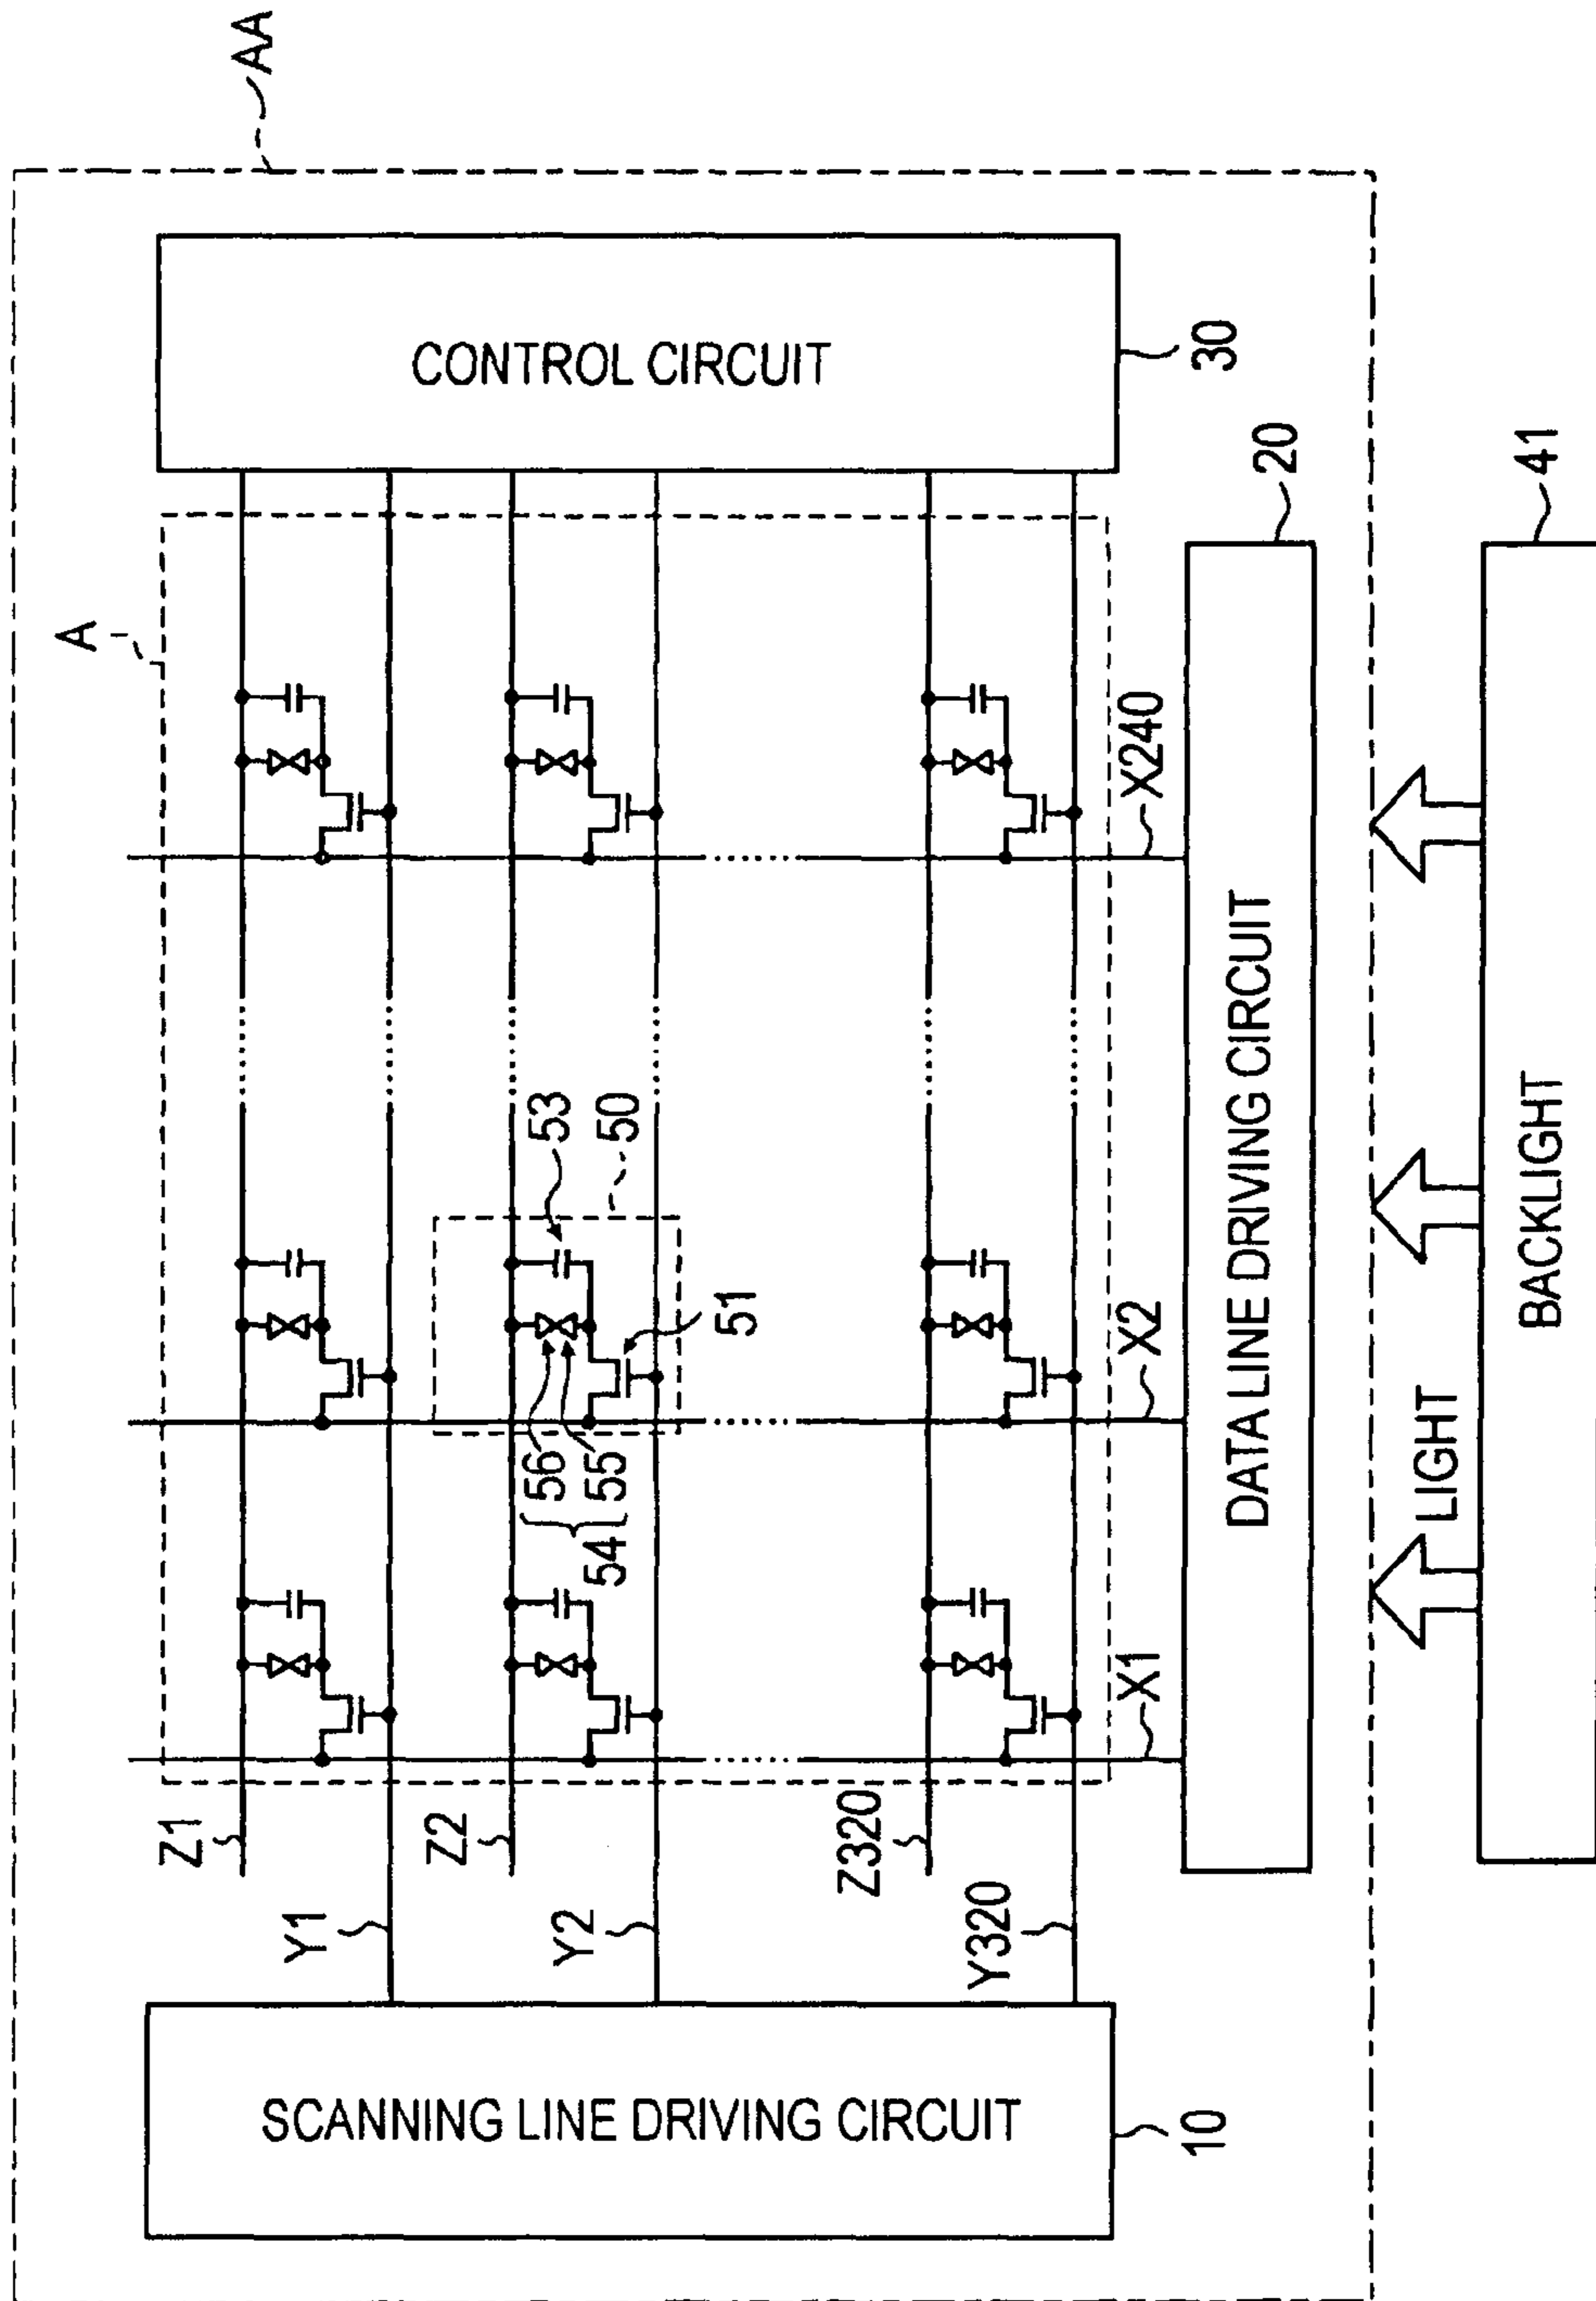 AA
A
CONTROL CIRCUIT
30
Z1
Y1
Z2
Y2
Z320
Y320
53
50
56
55
54
51
SCANNING LINE DRIVING CIRCUIT
10
X1
X2
X240
DATA LINE DRIVING CIRCUIT
20
LIGHT
BACKLIGHT
41